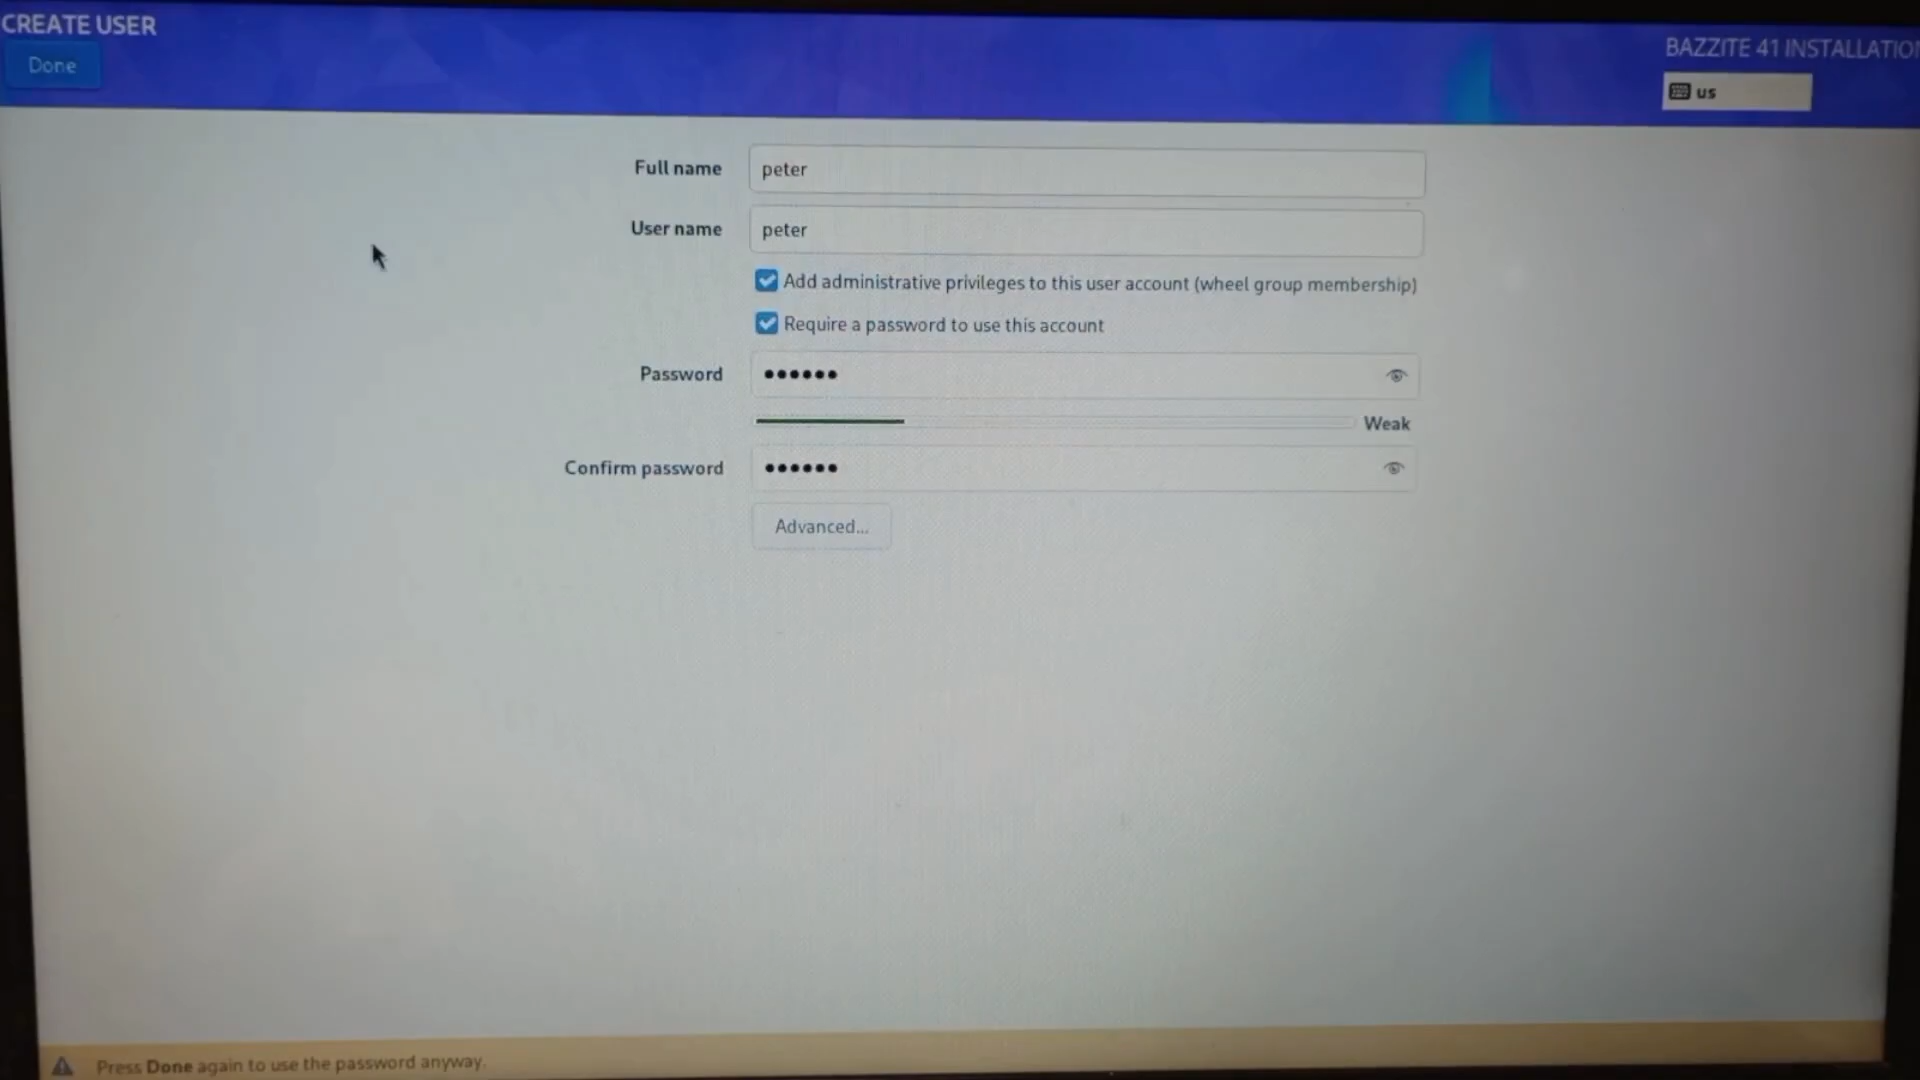 CREATE USER
Done
BAZZITE 41 INSTALLATIO
us
Full name
peter
User name
peter
Add administrative privileges to this user account (wheel group membership)
Require a password to use this account
Password
••••••
Weak
Confirm password
••••••
Advanced...
Press Done again to use the password anyway.